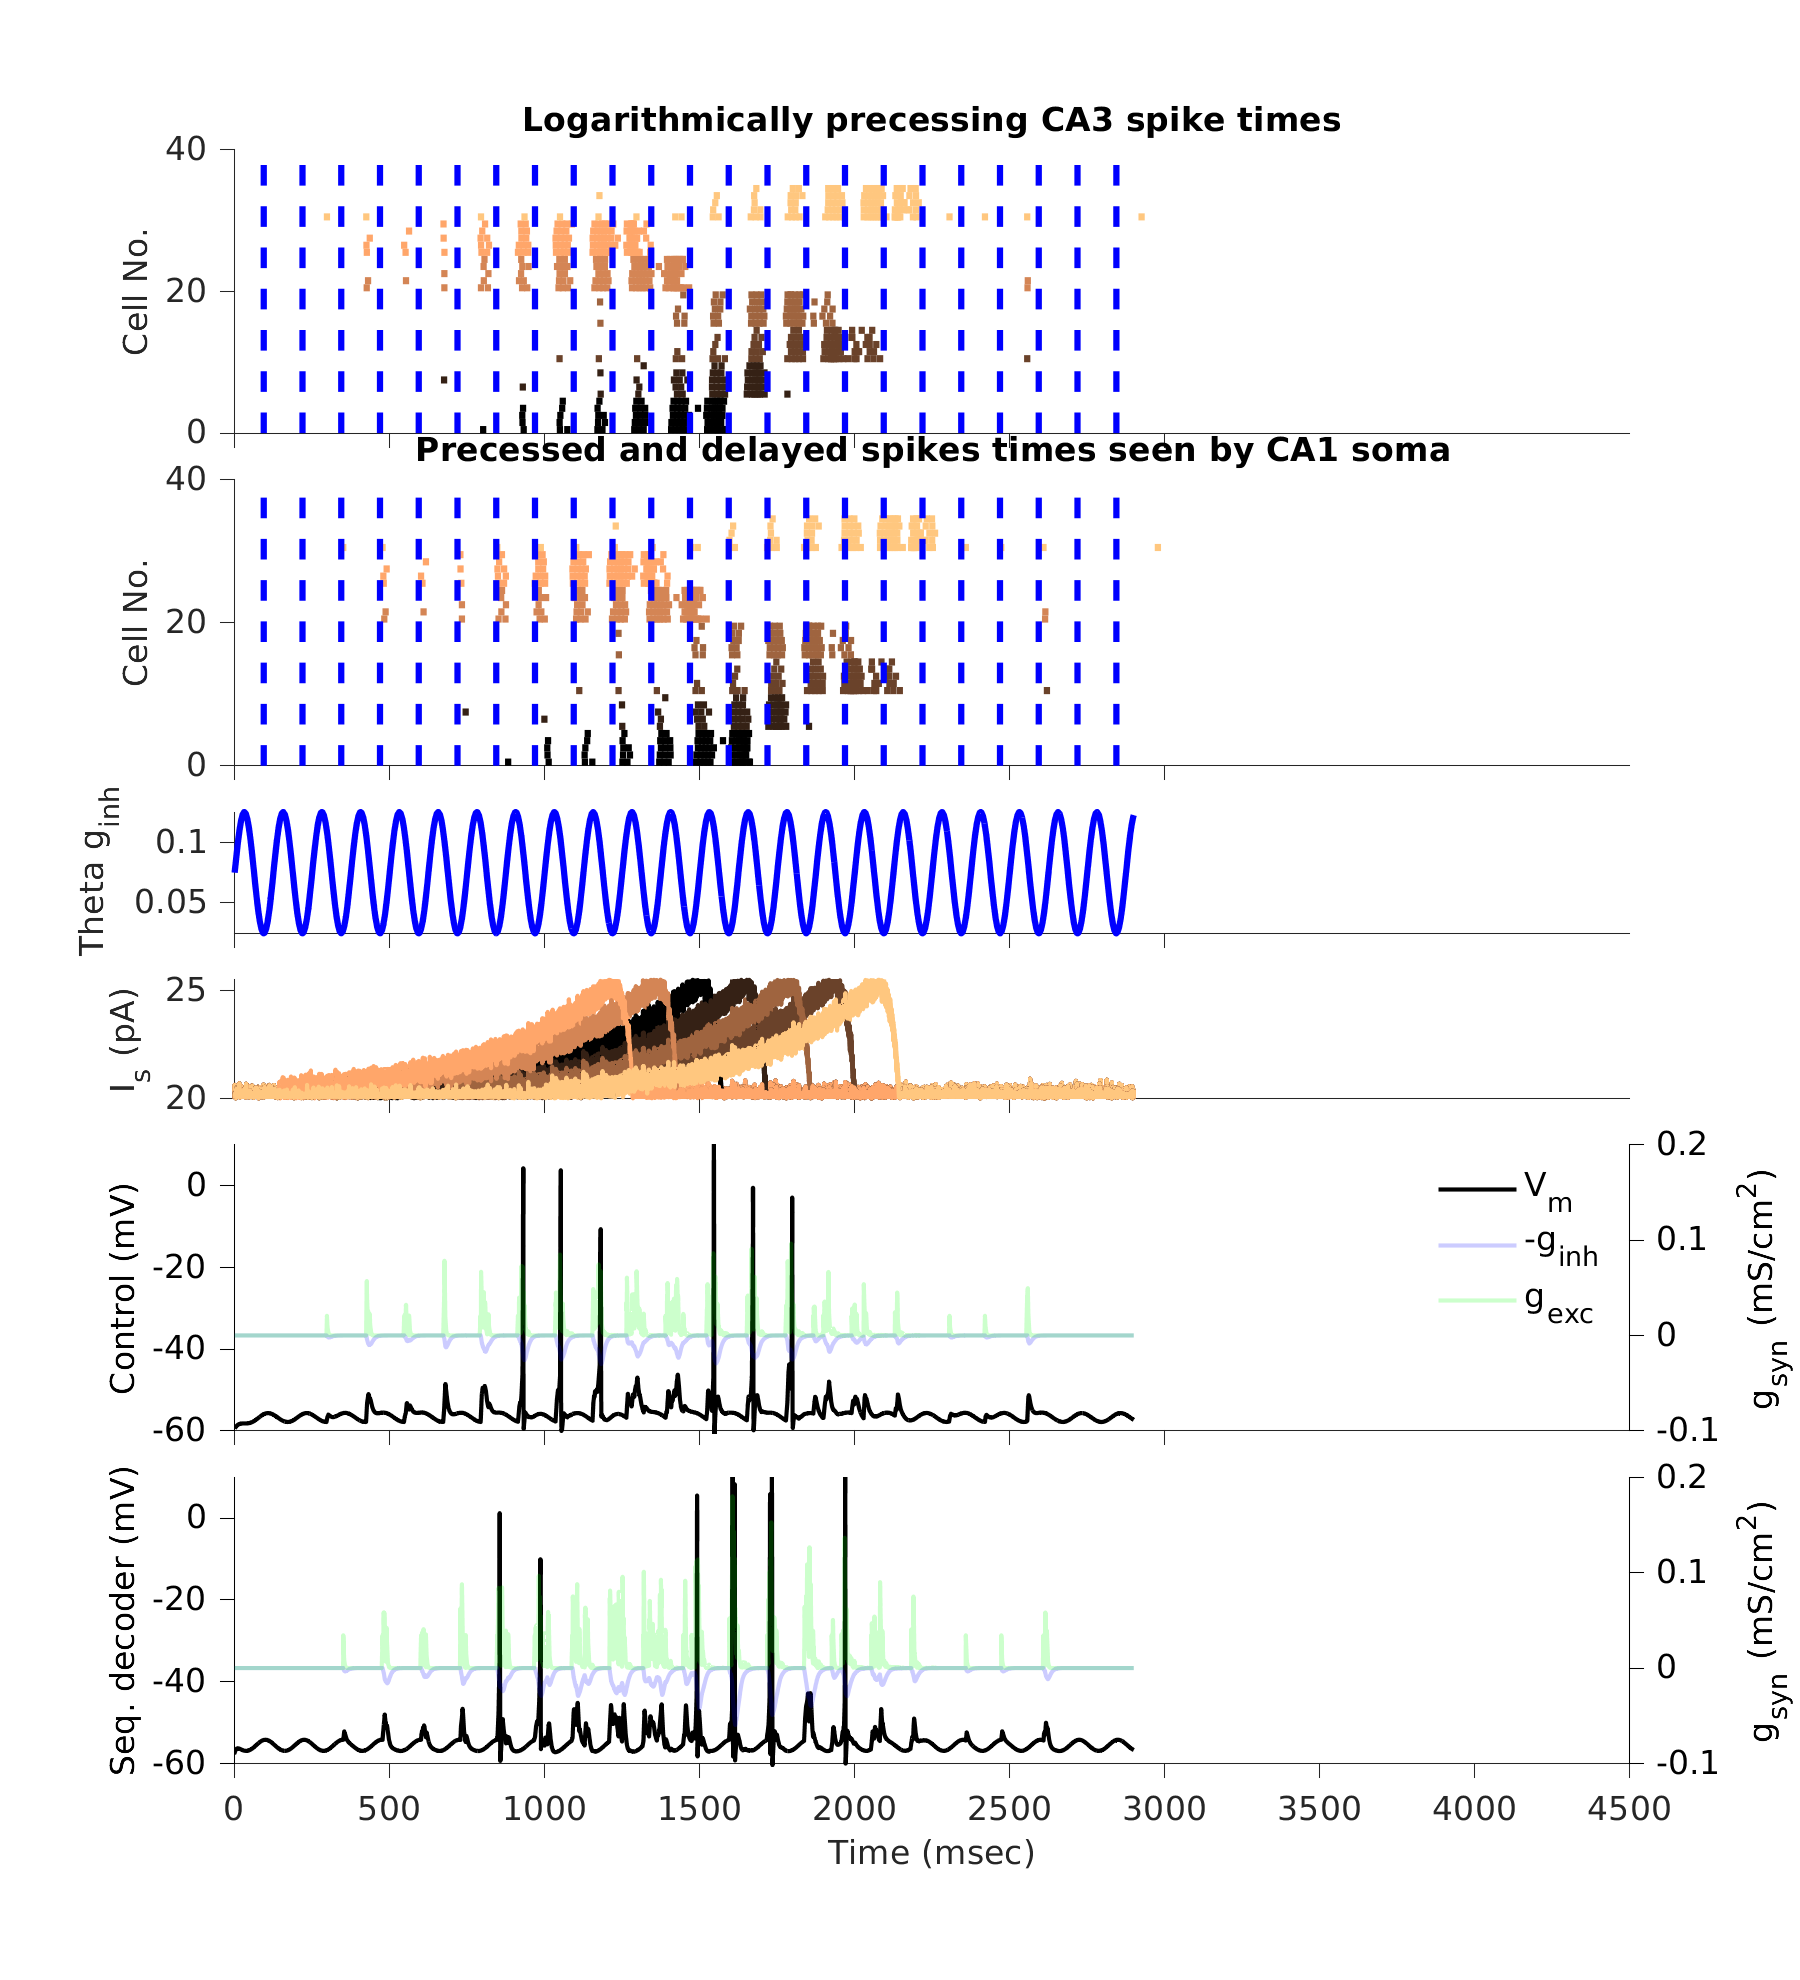 Logarithmically precessing CA3 spike times
40
20
0
Cell No.
Precessed and delayed spikes times seen by CA1 soma
40
20
0
Cell No.
0.1
0.05
Theta g_inh
25
20
I_s (pA)
0
-20
-40
-60
Control (mV)
V_m
-g_inh
g_exc
0.2
0.1
0
-0.1
g_syn (mS/cm^2)
0
-20
-40
-60
Seq. decoder (mV)
0.2
0.1
0
-0.1
g_syn (mS/cm^2)
0 500 1000 1500 2000 2500 3000 3500 4000 4500
Time (msec)